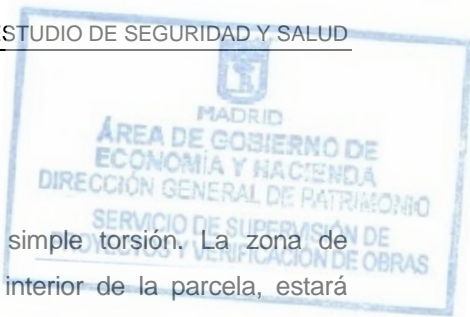 ESTUDIO DE SEGURIDAD Y SALUD
MADRID
ÁREA DE GOBIERNO DE
ECONOMÍA Y HACIENDA
DIRECCIÓN GENERAL DE PATRIMONIO
SERVICIO DE SUPERVISIÓN DE
PROYECTOS Y VERIFICACIÓN DE OBRAS
simple torsión. La zona de
interior de la parcela, estará